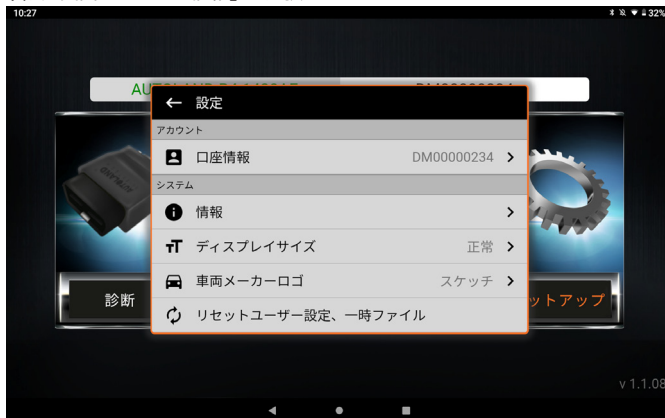 10:27
32%
設定
アカウント
口座情報 DM00000234
システム
情報
ディスプレイサイズ 正常
車両メーカーロゴ スケッチ
リセットユーザー設定、一時ファイル
診断
ットアップ
AUTOLAND
v 1.1.08